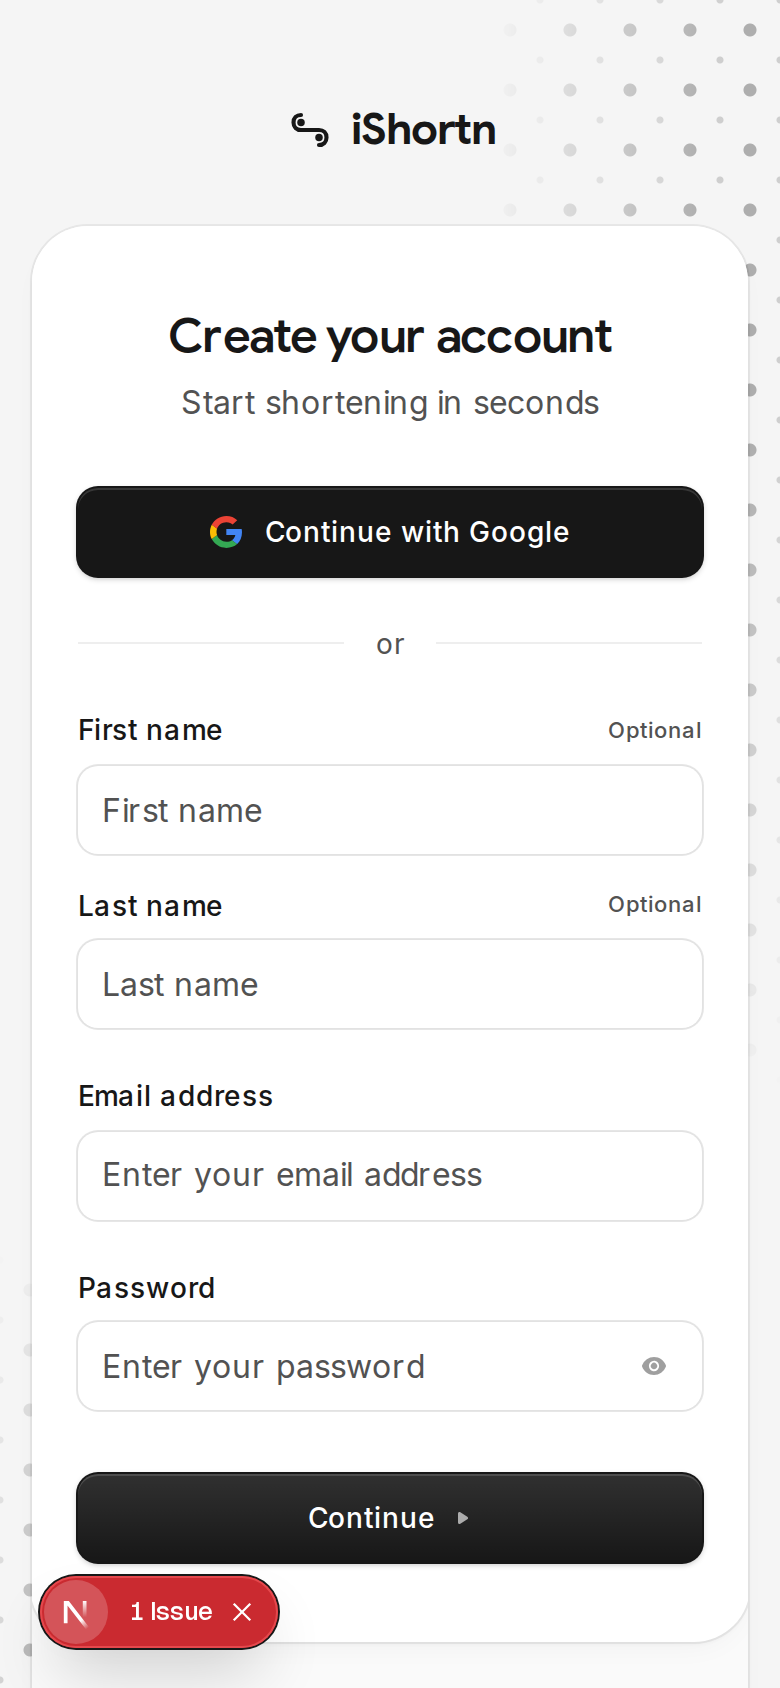 iShortn
Create your account
Start shortening in seconds
Continue with Google
or
First name
Optional
First name
Last name
Optional
Last name
Email address
Enter your email address
Password
Enter your password
Continue
N 1 Issue